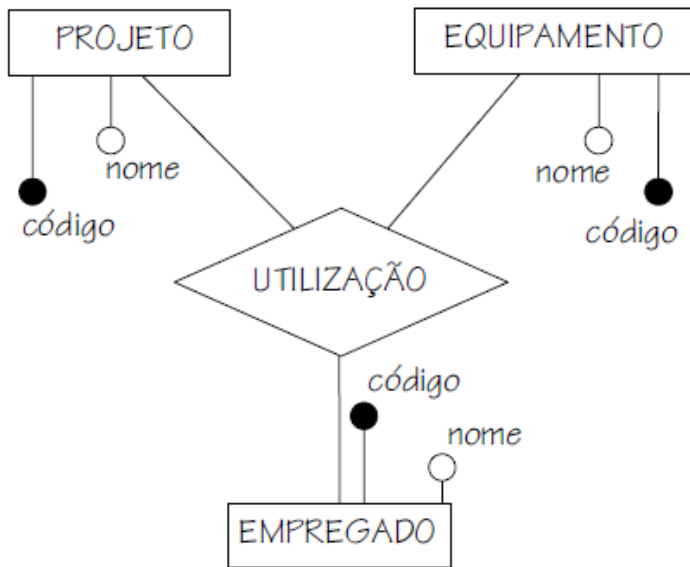 PROJETO
EQUIPAMENTO
nome
código
nome
código
UTILIZAÇÃO
código
nome
EMPREGADO